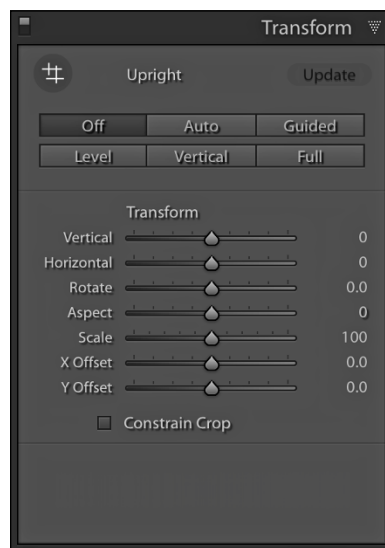 Transform
Upright Update
Off Auto Guided
Level Vertical Full
Transform
Vertical 0
Horizontal 0
Rotate 0.0
Aspect 0
Scale 100
X Offset 0.0
Y Offset 0.0
Constrain Crop